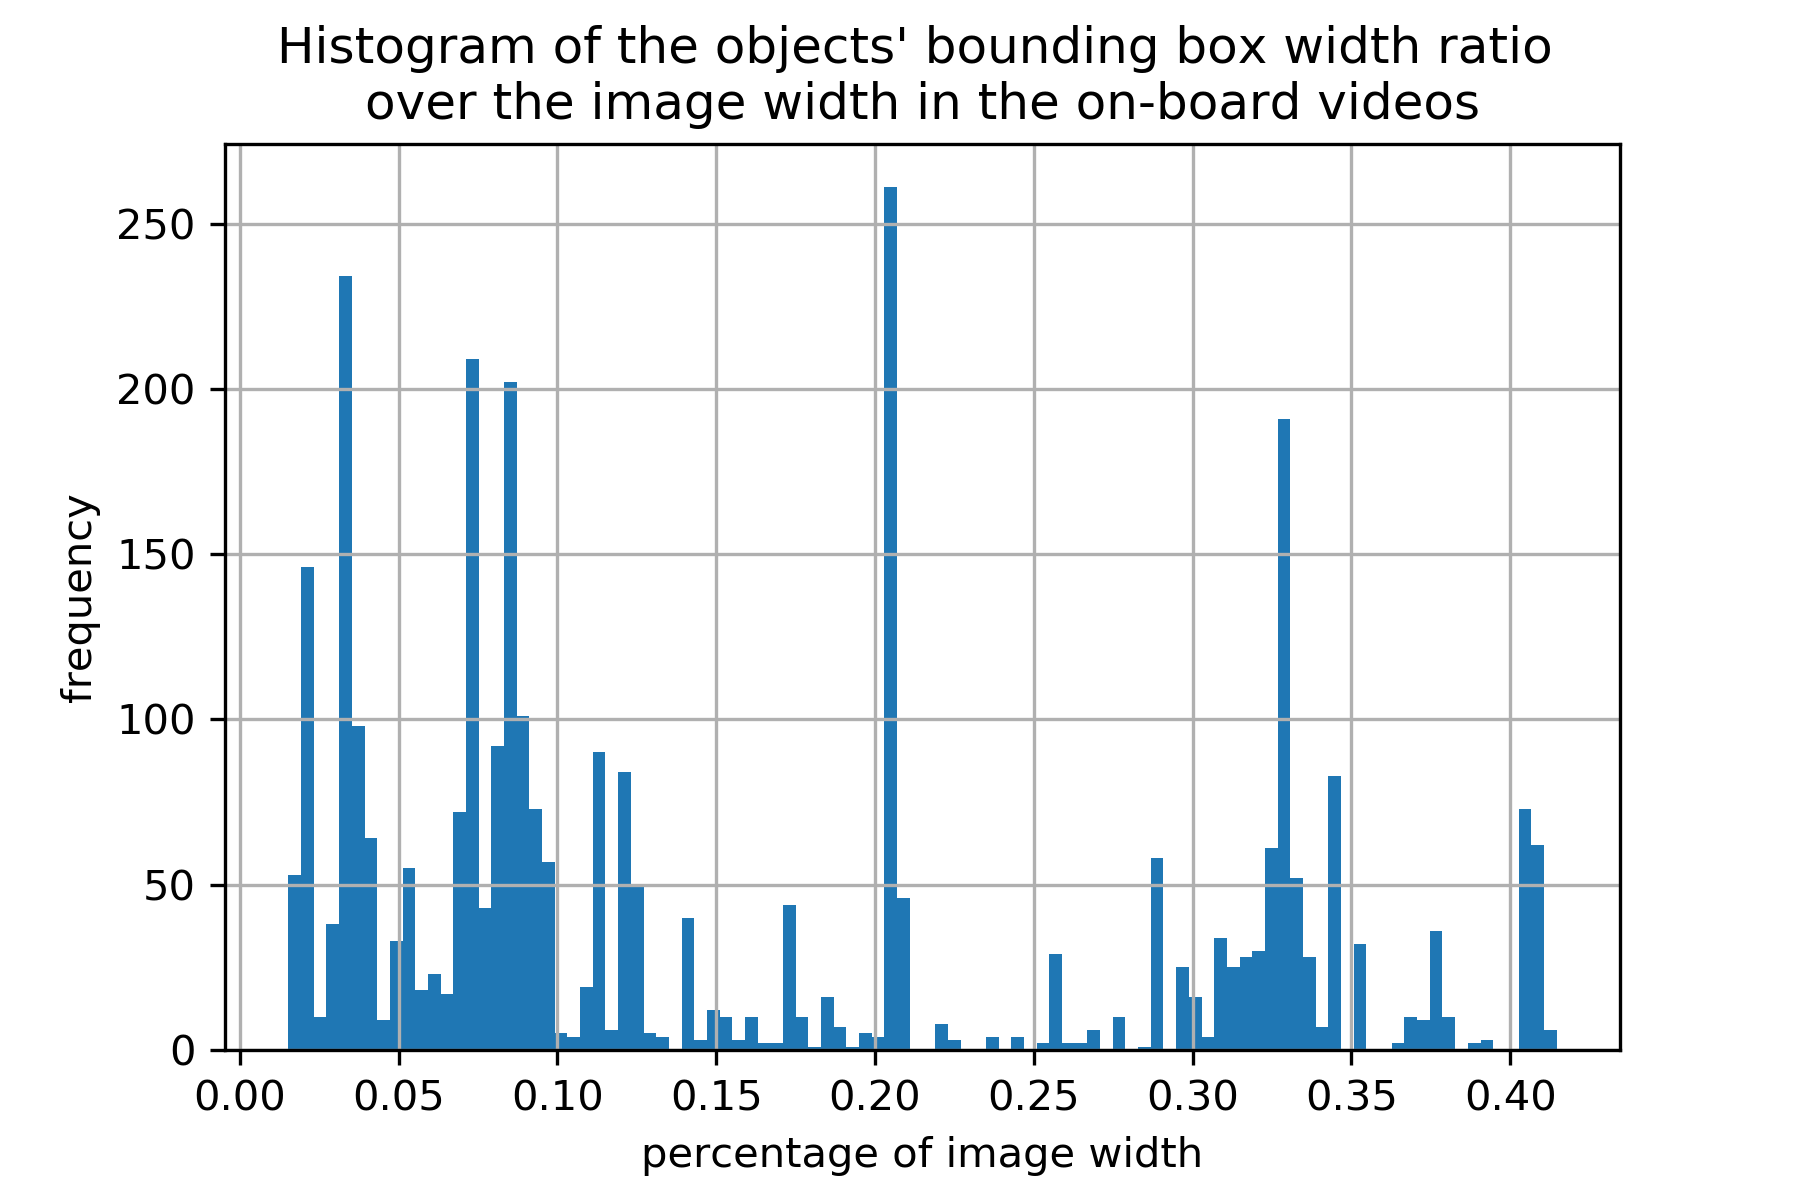 Histogram of the objects' bounding box width ratio
over the image width in the on-board videos
250
200
150
100
50
0
frequency
0.00 0.05 0.10 0.15 0.20 0.25 0.30 0.35 0.40
percentage of image width